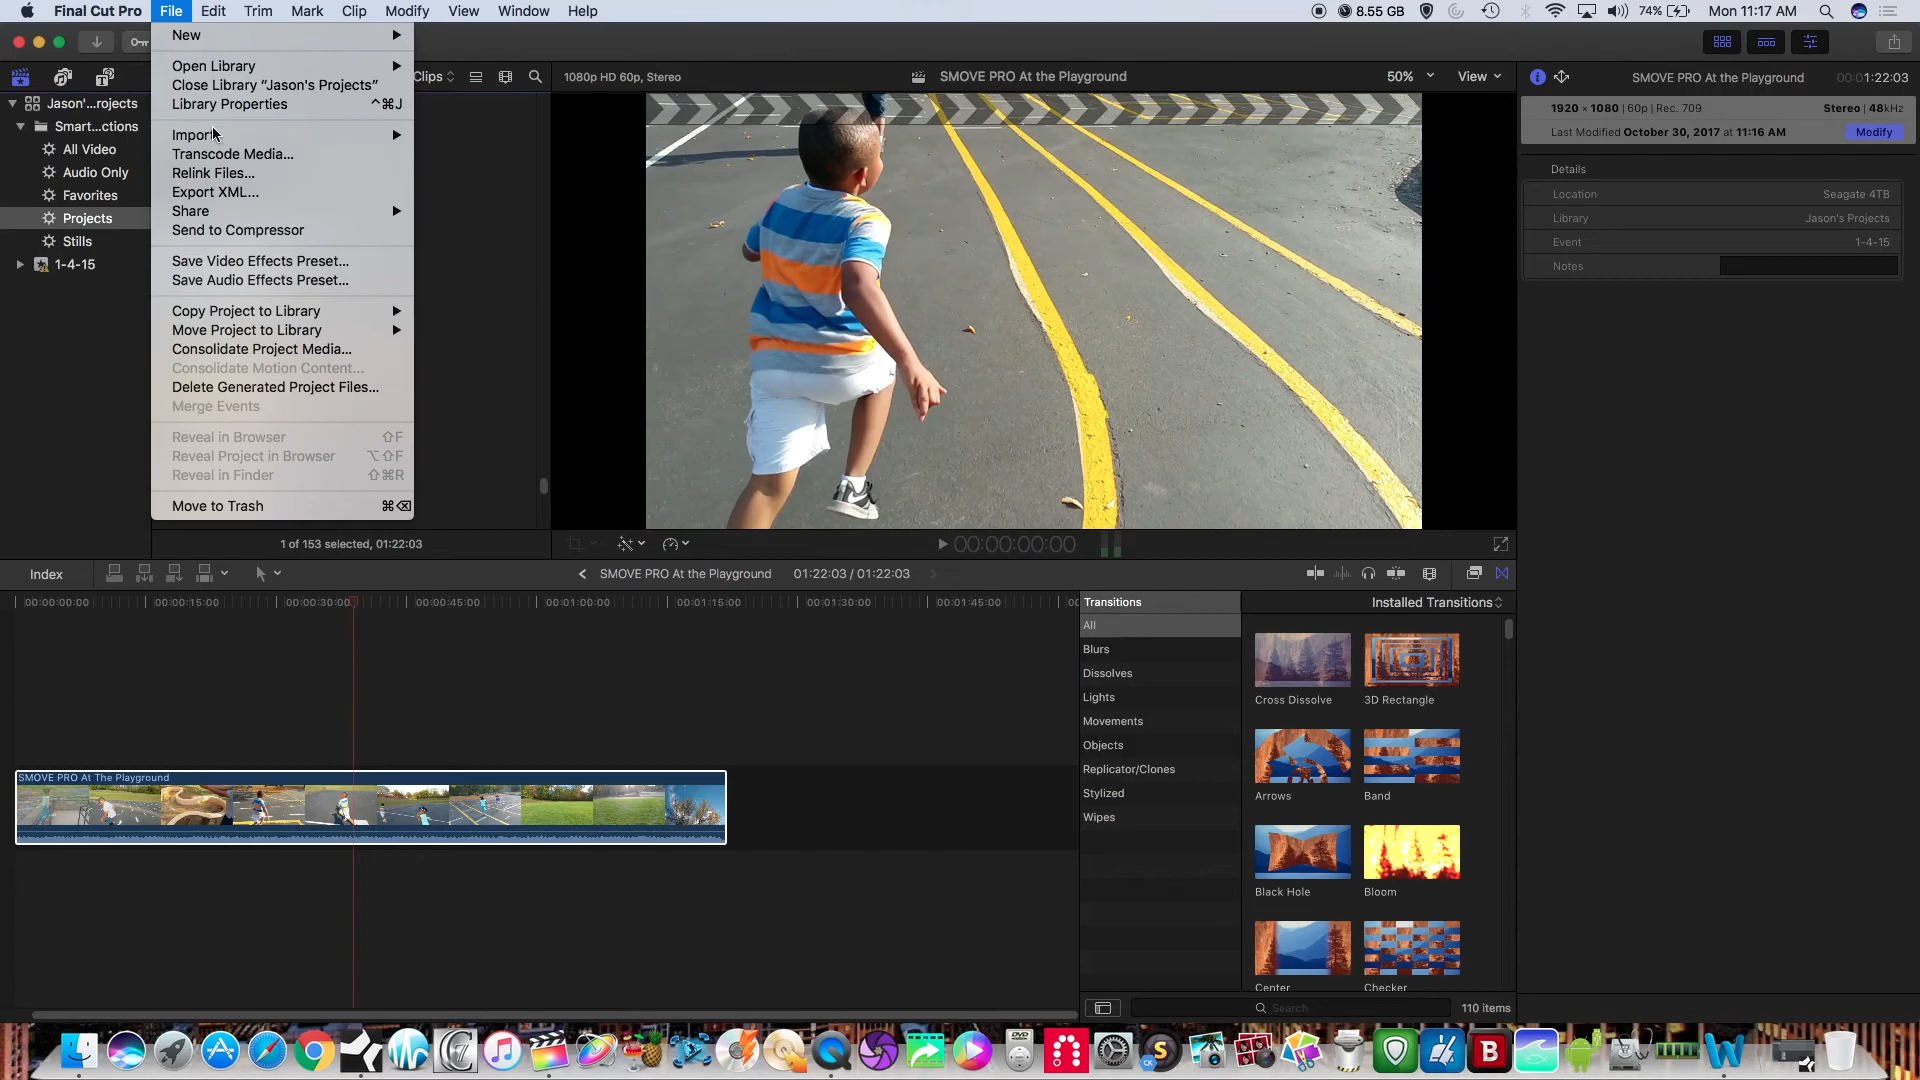 Final Cut Pro File Edit Trim Mark Clip Modify View Window Help 8.55 GB 74% Mon 11:17 AM
New
Open Library
Close Library “Jason's Projects”
Library Properties ⌃⌘J
Import
Transcode Media...
Relink Files...
Export XML...
Share
Send to Compressor
Save Video Effects Preset...
Save Audio Effects Preset...
Copy Project to Library
Move Project to Library
Consolidate Project Media...
Consolidate Motion Content...
Delete Generated Project Files...
Merge Events
Reveal in Browser ⇧F
Reveal Project in Browser ⌥⇧F
Reveal in Finder ⇧⌘R
Move to Trash ⌘⌫
Jason'...rojects
Smart...ctions
All Video
Audio Only
Favorites
Projects
Stills
1-4-15
Clips
1 of 153 selected, 01:22:03
1080p HD 60p, Stereo SMOVE PRO At the Playground 50% View
00:00:00:00
SMOVE PRO At the Playground 00:01:22:03
1920 × 1080 | 60p | Rec. 709 Stereo | 48kHz
Last Modified October 30, 2017 at 11:16 AM Modify
Details
Location Seagate 4TB
Library Jason's Projects
Event 1-4-15
Notes
Index SMOVE PRO At the Playground 01:22:03 / 01:22:03
00:00:00:00 00:00:15:00 00:00:30:00 00:00:45:00 00:01:00:00 00:01:15:00 00:01:30:00 00:01:45:00
SMOVE PRO At The Playground
Transitions
All
Blurs
Dissolves
Lights
Movements
Objects
Replicator/Clones
Stylized
Wipes
Installed Transitions
Cross Dissolve 3D Rectangle
Arrows Band
Black Hole Bloom
Center Checker
Search 110 items